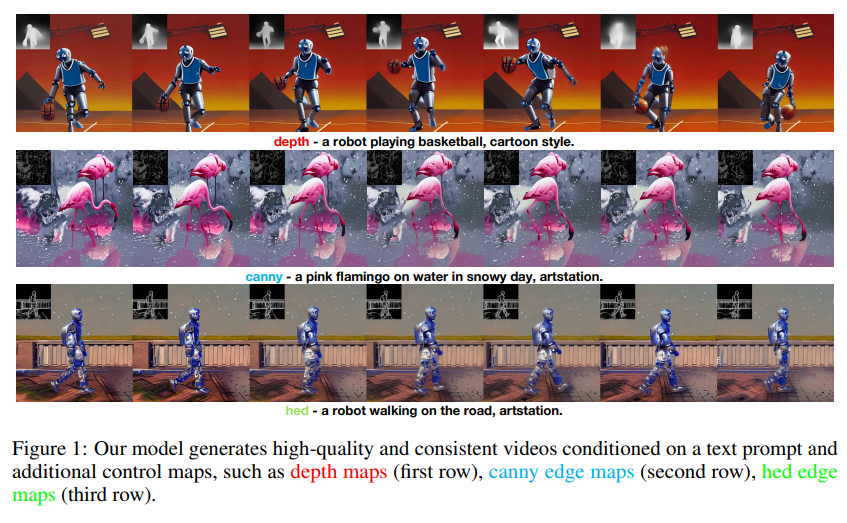 depth - a robot playing basketball, cartoon style.
canny - a pink flamingo on water in snowy day, artstation.
hed - a robot walking on the road, artstation.
Figure 1: Our model generates high-quality and consistent videos conditioned on a text prompt and
additional control maps, such as depth maps (first row), canny edge maps (second row), hed edge
maps (third row).